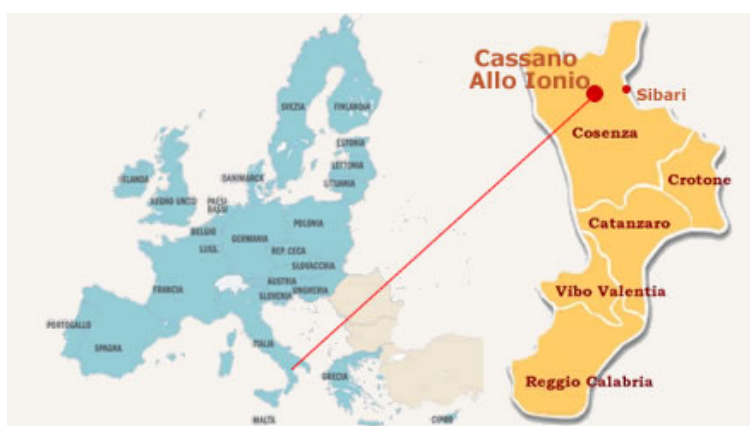 SVEZIA
FINLANDIA
ESTONIA
LETTONIA
LITUANIA
IRLANDA
REGNO UNITO
DANIMARCA
PAESI
BASSI
BELGIO
LUSS.
GERMANIA
POLONIA
REP. CECA
SLOVACCHIA
AUSTRIA
UNGHERIA
SLOVENIA
FRANCIA
PORTOGALLO
SPAGNA
ITALIA
GRECIA
MALTA
CIPRO
Cassano
Allo Ionio
Sibari
Cosenza
Crotone
Catanzaro
Vibo Valentia
Reggio Calabria